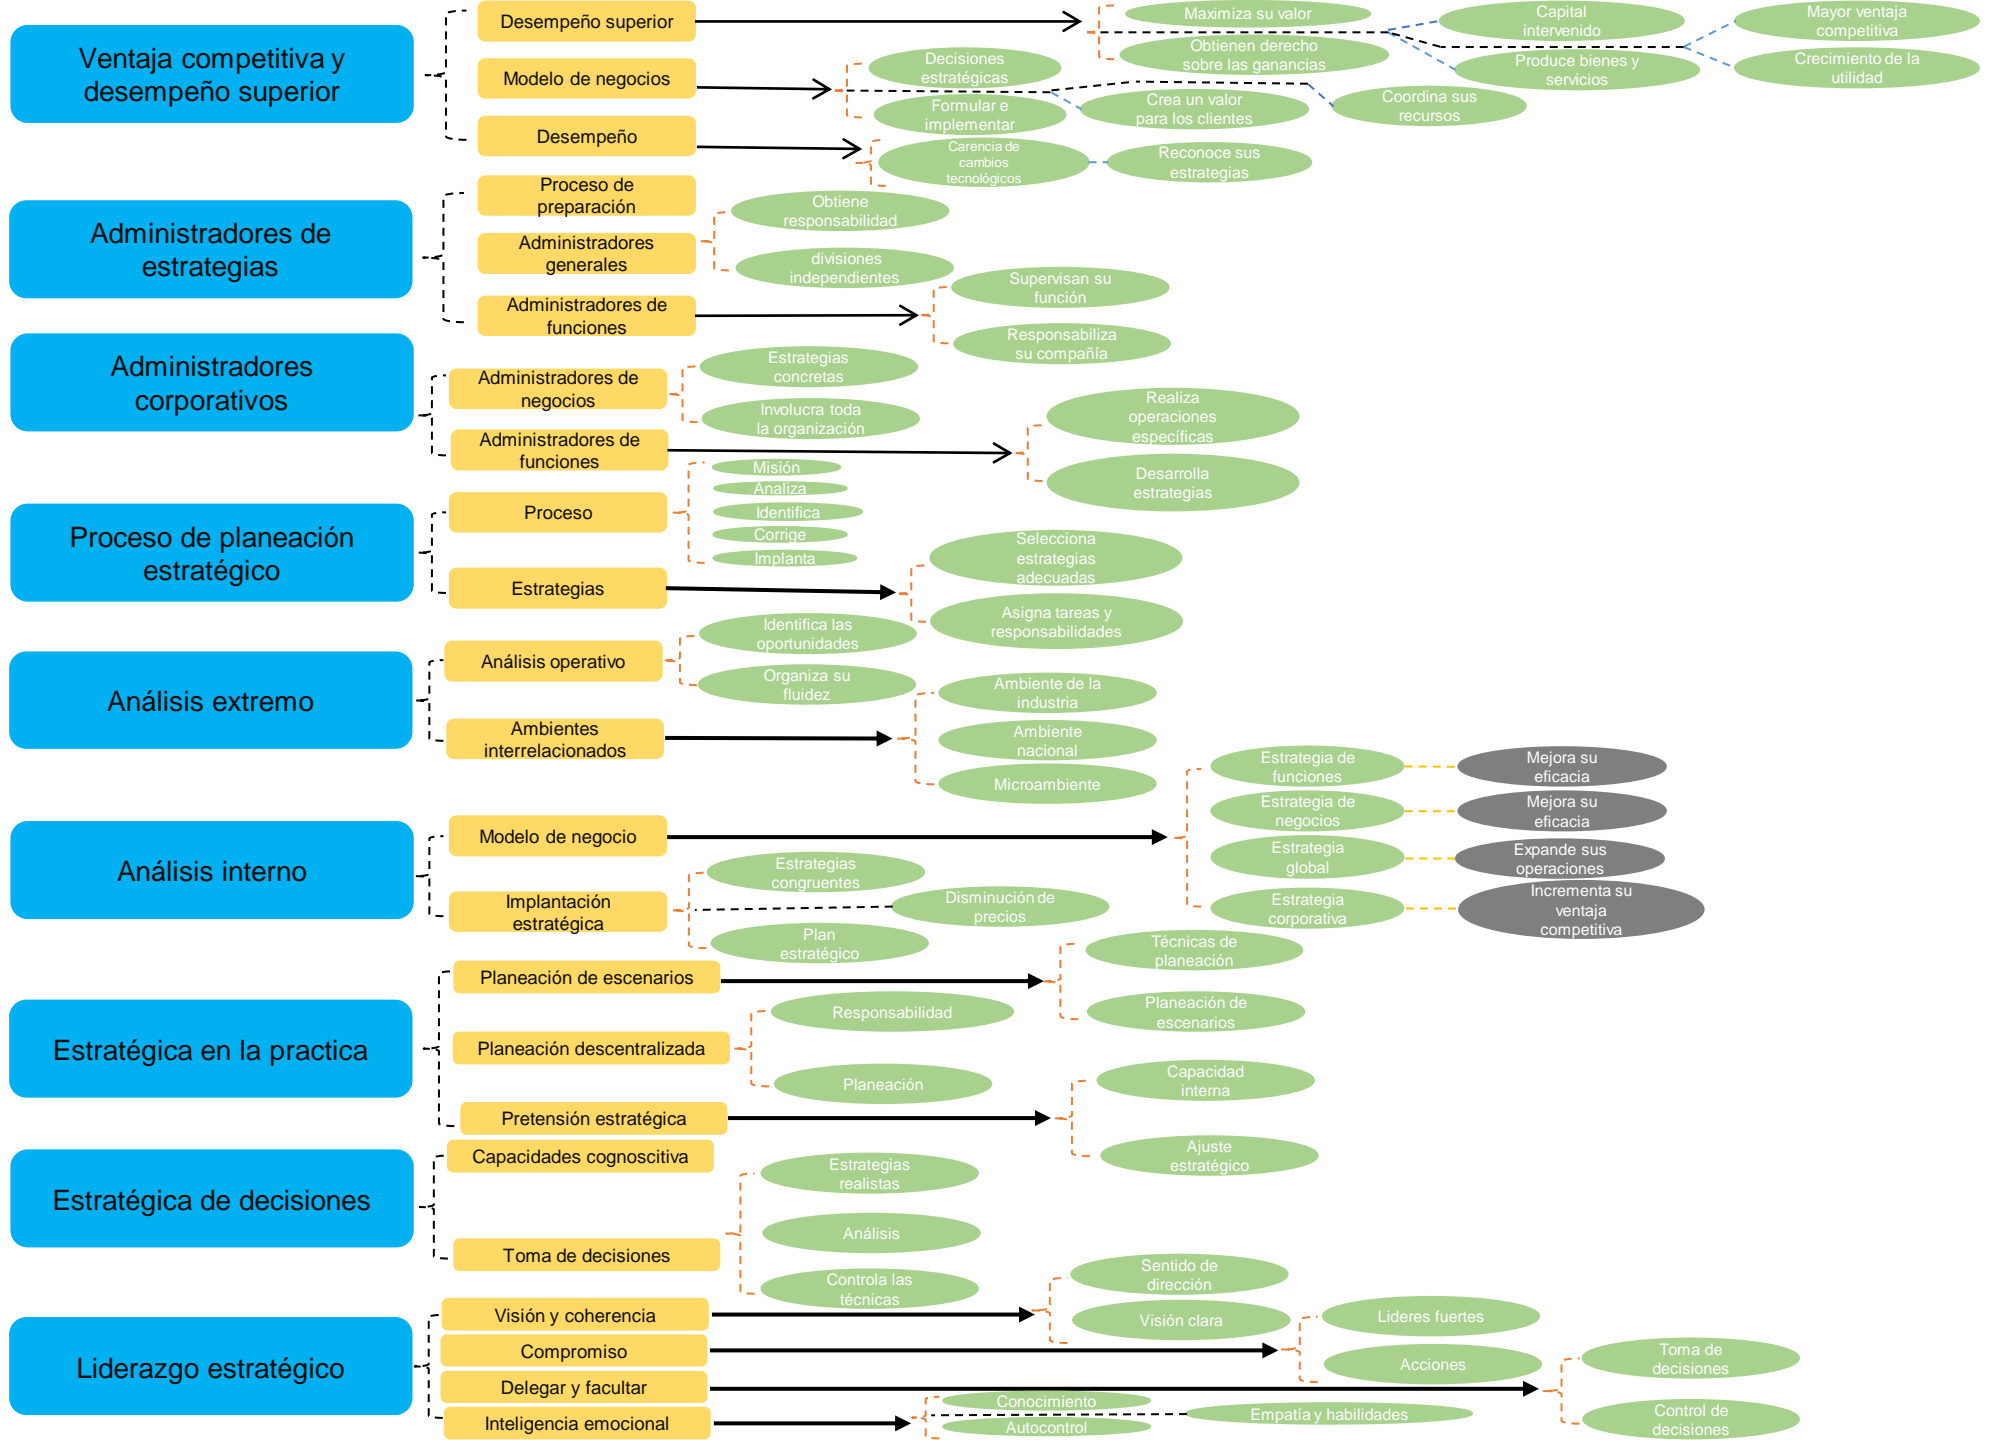 Ventaja competitiva y
desempeño superior
Desempeño superior
Maximiza su valor
Obtienen derecho
sobre las ganancias
Capital
intervenido
Produce bienes y
servicios
Mayor ventaja
competitiva
Crecimiento de la
utilidad
Modelo de negocios
Decisiones
estratégicas
Formular e
implementar
Crea un valor
para los clientes
Coordina sus
recursos
Desempeño
Carencia de
cambios
tecnológicos
Reconoce sus
estrategias
Administradores de
estrategias
Proceso de
preparación
Administradores
generales
Obtiene
responsabilidad
divisiones
independientes
Administradores de
funciones
Supervisan su
función
Responsabiliza
su compañía
Administradores
corporativos
Administradores de
negocios
Estrategias
concretas
Involucra toda
la organización
Administradores de
funciones
Realiza
operaciones
específicas
Desarrolla
estrategias
Proceso de planeación
estratégico
Proceso
Misión
Analiza
Identifica
Corrige
Implanta
Estrategias
Selecciona
estrategias
adecuadas
Asigna tareas y
responsabilidades
Análisis extremo
Análisis operativo
Identifica las
oportunidades
Organiza su
fluidez
Ambientes
interrelacionados
Ambiente de la
industria
Ambiente
nacional
Microambiente
Análisis interno
Modelo de negocio
Estrategia de
funciones
Mejora su
eficacia
Estrategia de
negocios
Mejora su
eficacia
Estrategia
global
Expande sus
operaciones
Estrategia
corporativa
Incrementa su
ventaja
competitiva
Implantación
estratégica
Estrategias
congruentes
Disminución de
precios
Plan
estratégico
Estratégica en la practica
Planeación de escenarios
Técnicas de
planeación
Planeación de
escenarios
Planeación descentralizada
Responsabilidad
Planeación
Pretensión estratégica
Capacidad
interna
Ajuste
estratégico
Estratégica de decisiones
Capacidades cognoscitiva
Toma de decisiones
Estrategias
realistas
Análisis
Controla las
técnicas
Liderazgo estratégico
Visión y coherencia
Sentido de
dirección
Visión clara
Compromiso
Lideres fuertes
Acciones
Delegar y facultar
Toma de
decisiones
Control de
decisiones
Inteligencia emocional
Conocimiento
Autocontrol
Empatía y habilidades